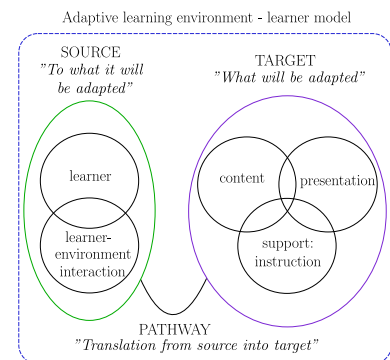 Adaptive learning environment - learner model
SOURCE
"To what it will
be adapted"
TARGET
"What will be adapted"
learner
learner-
environment
interaction
content
presentation
support:
instruction
PATHWAY
"Translation from source into target"